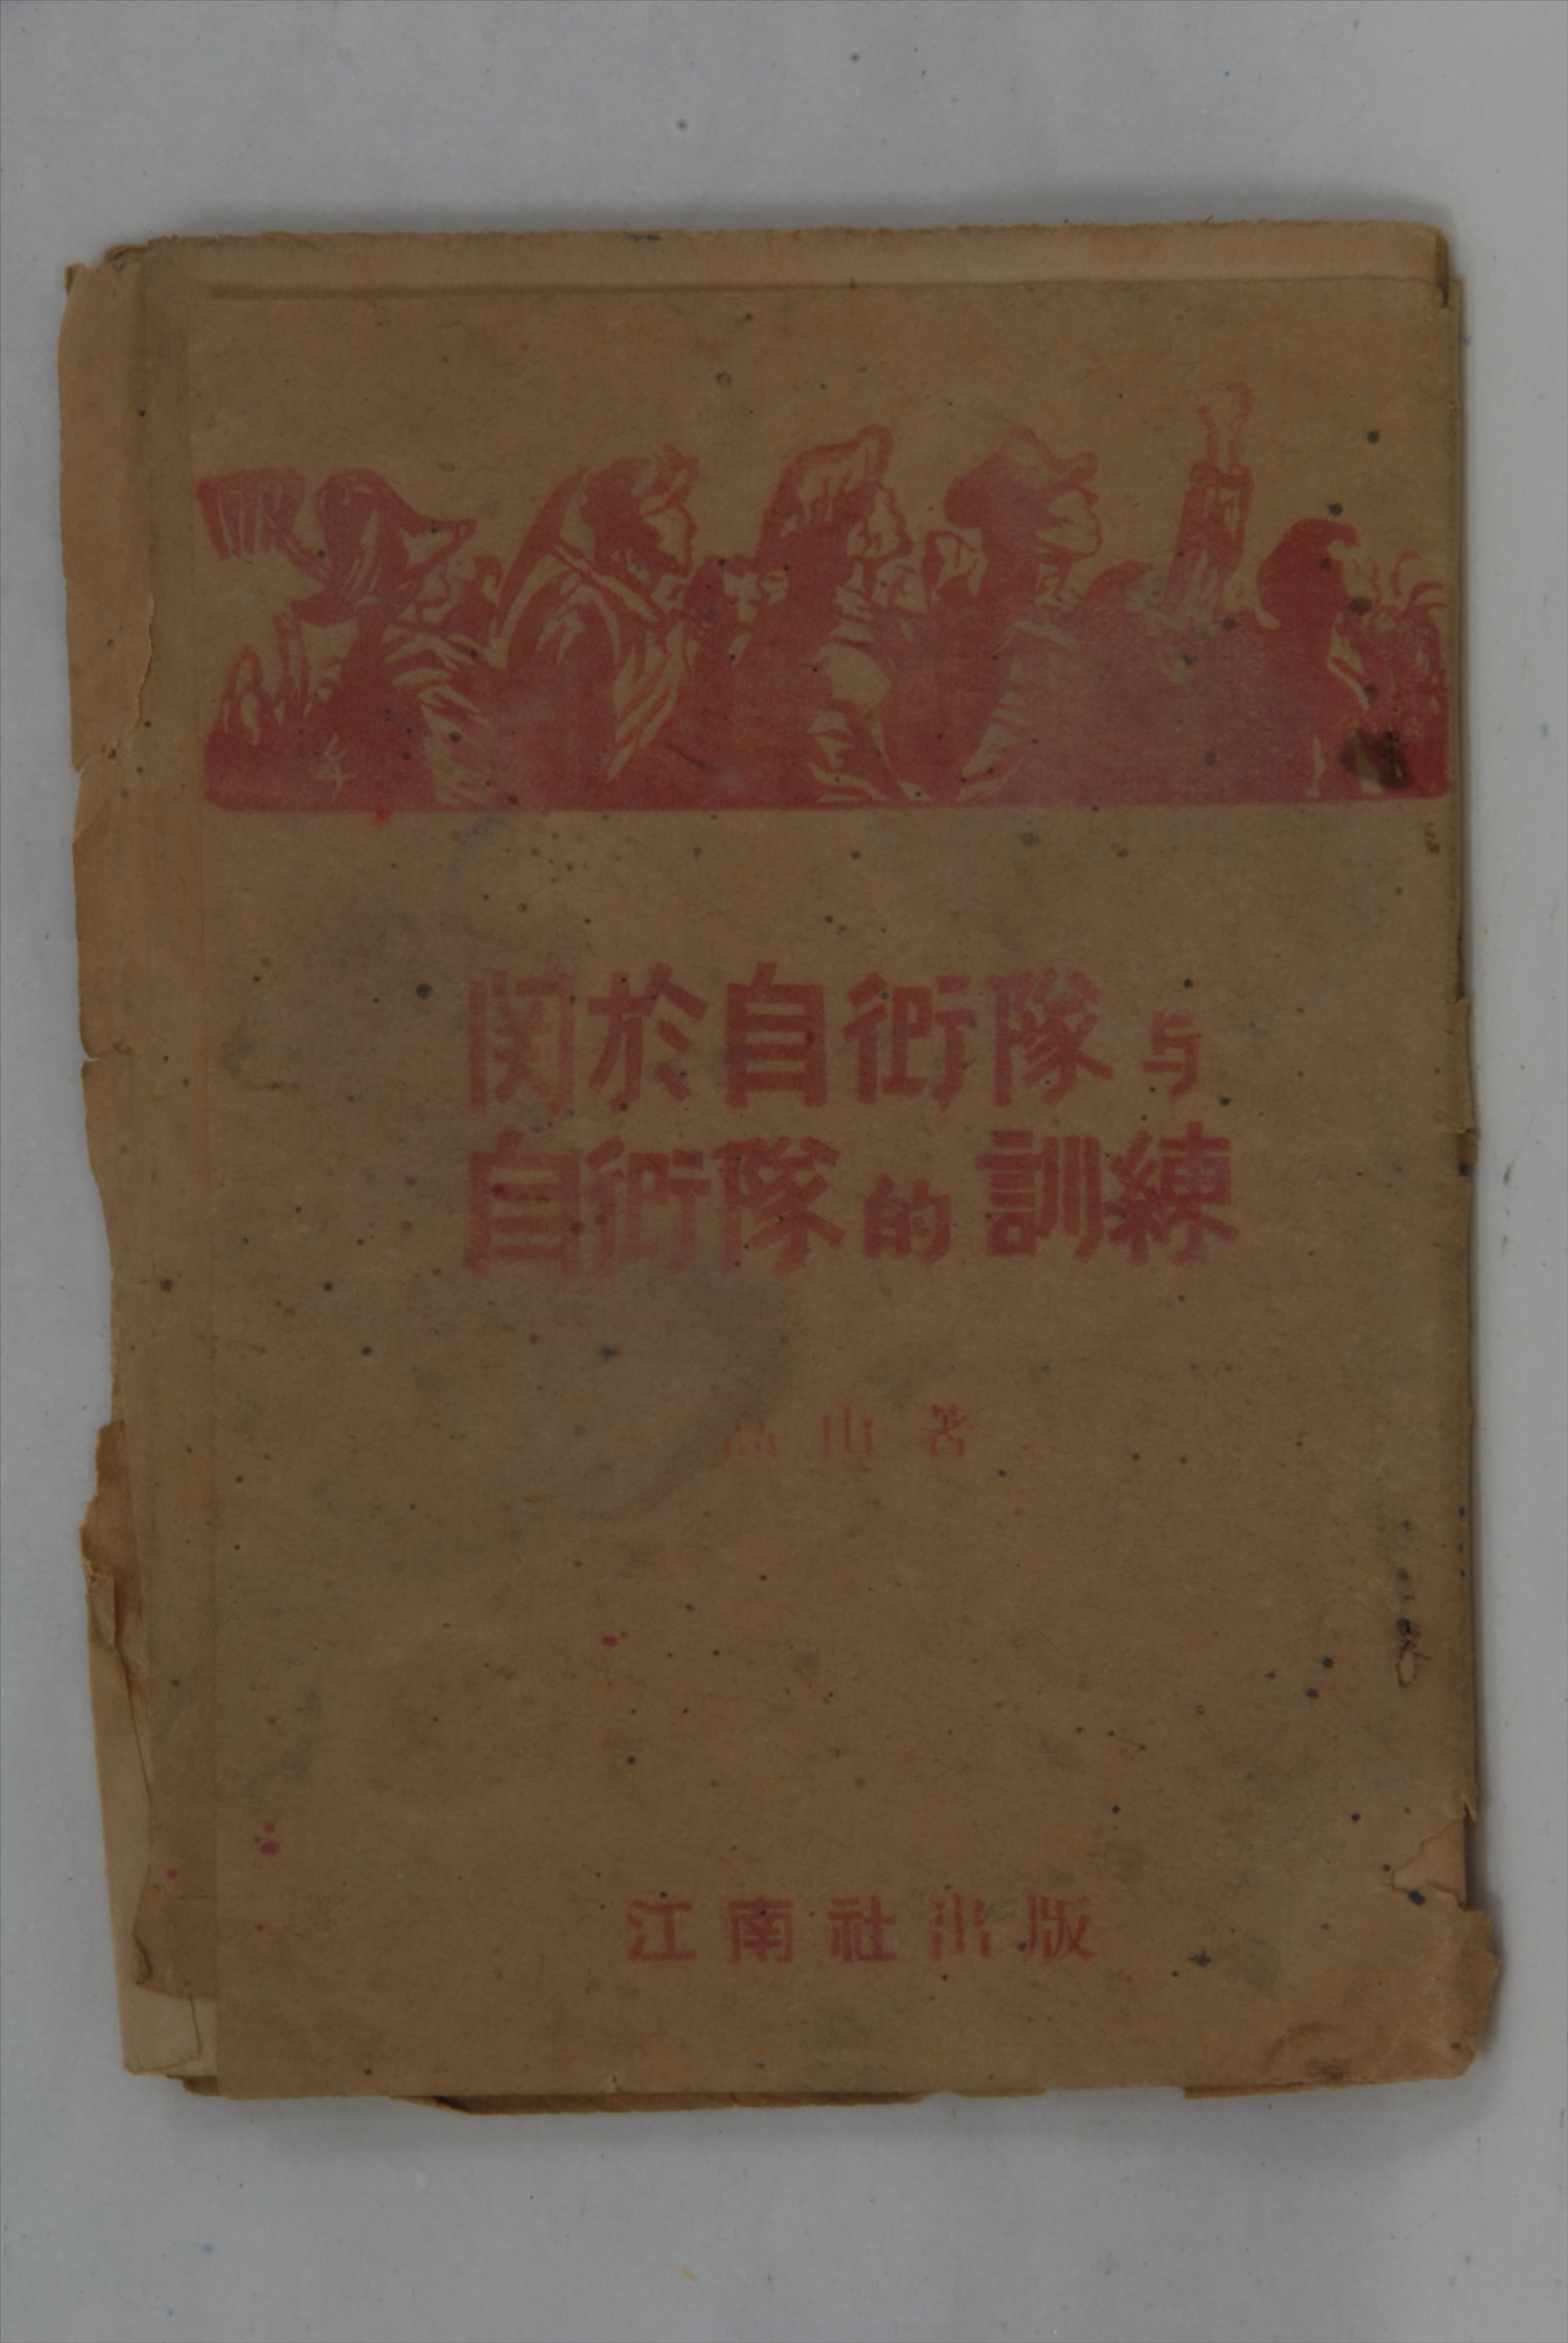 関於自衛隊与
自衛隊的訓練
山 著
江南社出版